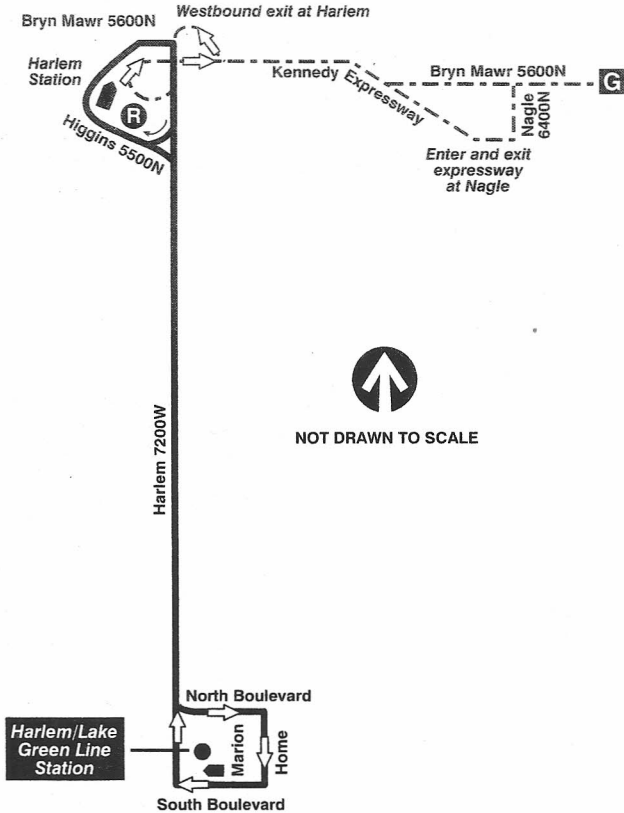 Westbound exit at Harlem
Bryn Mawr 5600N
Harlem
Station
R
Higgins 5500N
Kennedy
Expressway
Bryn Mawr 5600N
G
Nagle
6400N
Enter and exit
expressway
at Nagle
NOT DRAWN TO SCALE
Harlem 7200W
North Boulevard
Harlem/Lake
Green Line
Station
Marion
Home
South Boulevard